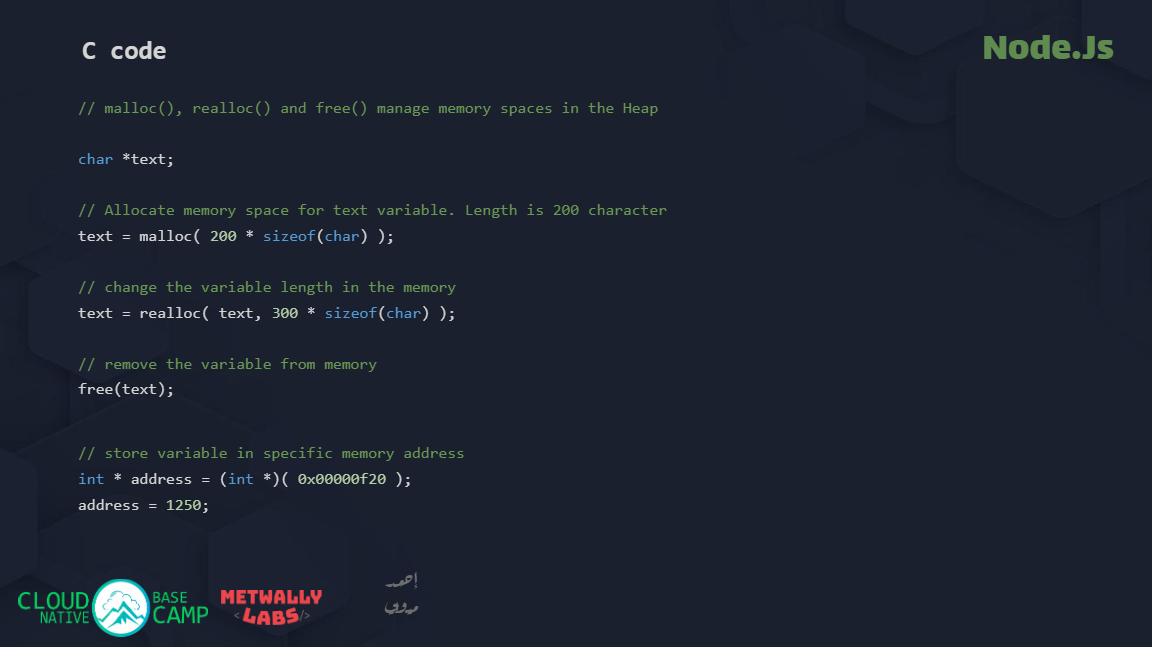 C code
Node.Js
// malloc(), realloc() and free() manage memory spaces in the Heap
char *text;
// Allocate memory space for text variable. Length is 200 character
text = malloc( 200 * sizeof(char) );
// change the variable length in the memory
text = realloc( text, 300 * sizeof(char) );
// remove the variable from memory
free(text);
// store variable in specific memory address
int * address = (int *)( 0x00000f20 );
address = 1250;
CLOUD NATIVE
BASE CAMP
METWALLY
<LABS/>
أحمد